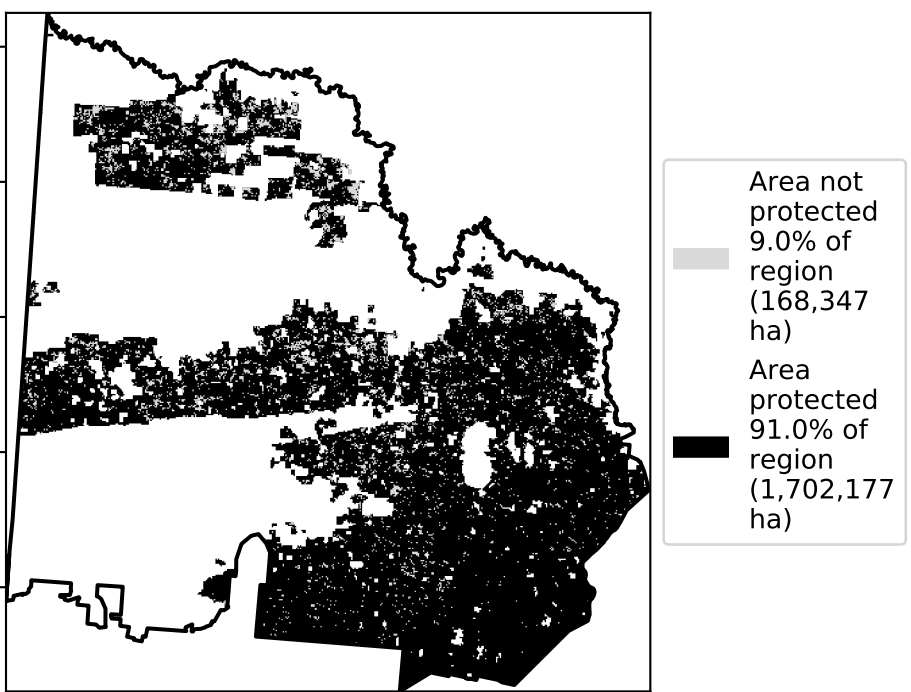 Area not
protected
9.0% of
region
(168,347
ha)
Area
protected
91.0% of
region
(1,702,177
ha)